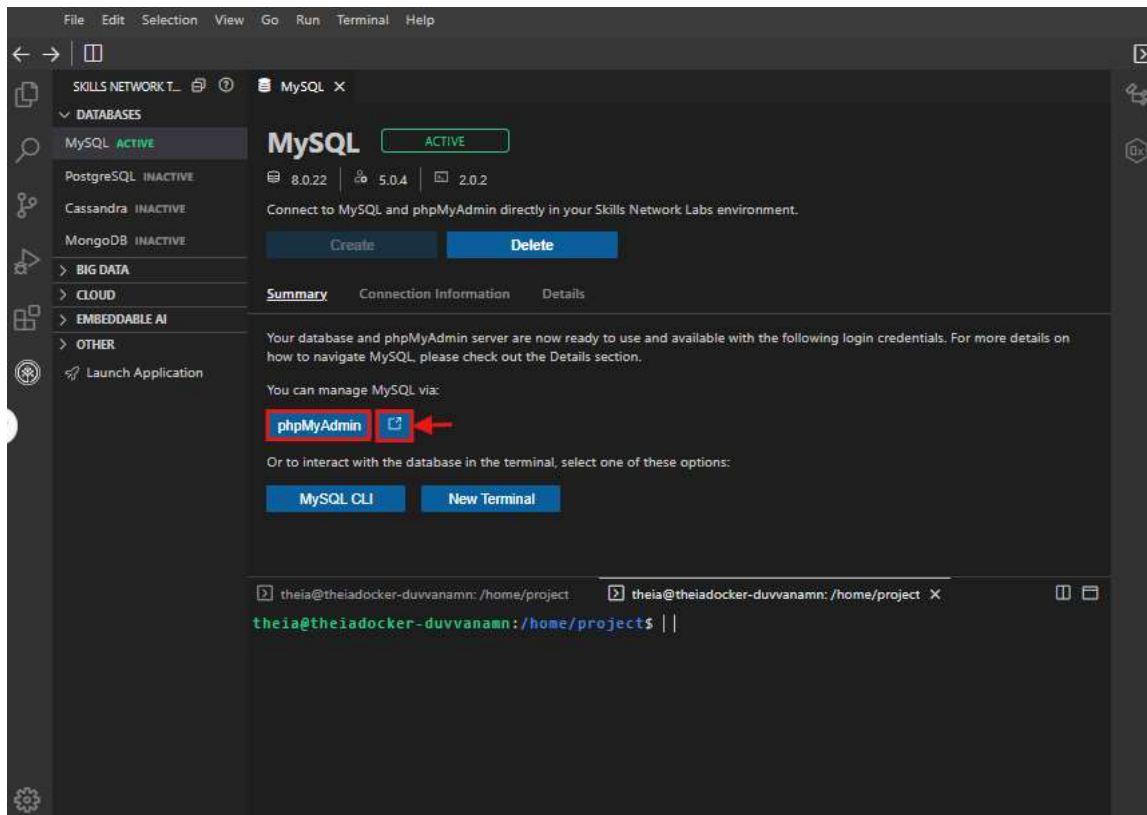 File Edit Selection View Go Run Terminal Help
SKILLS NETWORK T...
DATABASES
MySQL ACTIVE
PostgreSQL INACTIVE
Cassandra INACTIVE
MongoDB INACTIVE
BIG DATA
CLOUD
EMBEDDABLE AI
OTHER
Launch Application
MySQL
MySQL ACTIVE
8.0.22 5.0.4 2.0.2
Connect to MySQL and phpMyAdmin directly in your Skills Network Labs environment.
Create Delete
Summary Connection Information Details
Your database and phpMyAdmin server are now ready to use and available with the following login credentials. For more details on
how to navigate MySQL, please check out the Details section.
You can manage MySQL via:
phpMyAdmin
Or to interact with the database in the terminal, select one of these options:
MySQL CLI New Terminal
theia@theiadocker-duvvanamn: /home/project theia@theiadocker-duvvanamn: /home/project
theia@theiadocker-duvvanamn:/home/project$